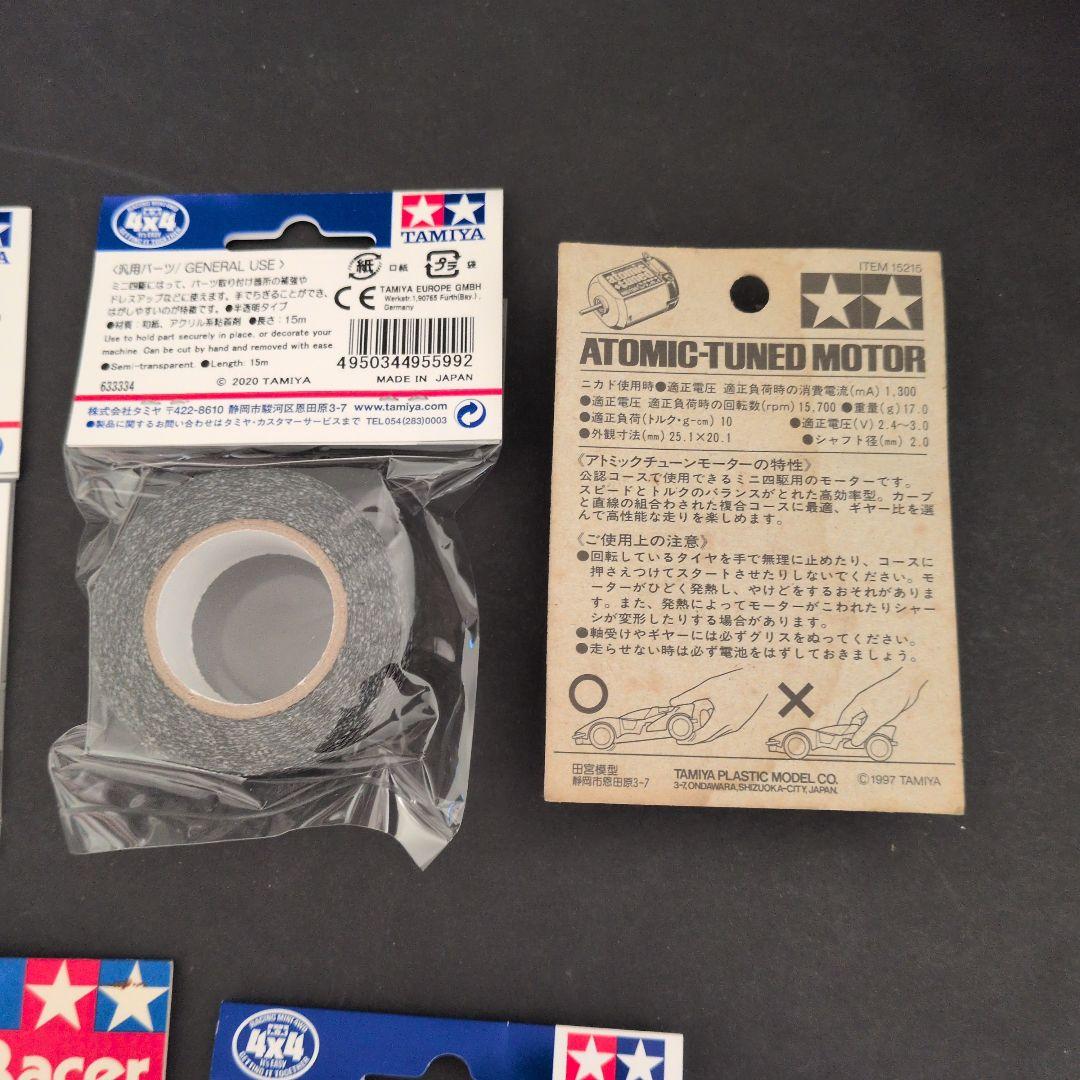 RACING MINI 4WD
4x4
IT'S EASY
GETTING IT TOGETHER!
TAMIYA
〈汎用パーツ/ GENERAL USE〉
ミニ四駆にはって、パーツ取り付け箇所の補強や
ドレスアップなどに使えます。手でちぎることができ、
はがしやすいのが特徴です。●半透明タイプ
●材質:和紙、アクリル系粘着剤 ●長さ:15m
Use to hold part securely in place, or decorate your
machine. Can be cut by hand and removed with ease
●Semi-transparent. ●Length: 15m
633334
© 2020 TAMIYA
紙 口紙
プラ 袋
CE
TAMIYA EUROPE GMBH
Werkstr.1,90765 Fürth(Bay.),
Germany
4950344955992
MADE IN JAPAN
株式会社タミヤ 〒422-8610 静岡市駿河区恩田原3-7 www.tamiya.com
●製品に関するお問い合わせはタミヤ・カスタマーサービスまで TEL054(283)0003
ITEM 15215
ATOMIC-TUNED MOTOR
ニカド使用時●適正電圧 適正負荷時の消費電流(mA) 1,300
●適正電圧 適正負荷時の回転数(rpm) 15,700 ●重量(g)17.0
●適正負荷(トルク・g-cm) 10 ●適正電圧(V) 2.4〜3.0
●外観寸法(mm) 25.1×20.1 ●シャフト径(mm) 2.0
《アトミックチューンモーターの特性》
公認コースで使用できるミニ四駆用のモーターです。
スピードとトルクのバランスがとれた高効率型。カーブ
と直線の組合わされた複合コースに最適、ギヤー比を選
んで高性能な走りを楽しめます。
《ご使用上の注意》
●回転しているタイヤを手で無理に止めたり、コースに
押さえつけてスタートさせたりしないでください。モ
ーターがひどく発熱し、やけどをするおそれがありま
す。また、発熱によってモーターがこわれたりシャー
シが変形したりする場合があります。
●軸受けやギヤーには必ずグリスをぬってください。
●走らせない時は必ず電池をはずしておきましょう。
田宮模型
静岡市恩田原3-7
TAMIYA PLASTIC MODEL CO.
3-7, ONDAWARA, SHIZUOKA-CITY, JAPAN.
©1997 TAMIYA
Racer
RACING MINI 4WD
4x4
IT'S EASY
GETTING IT TOGETHER!